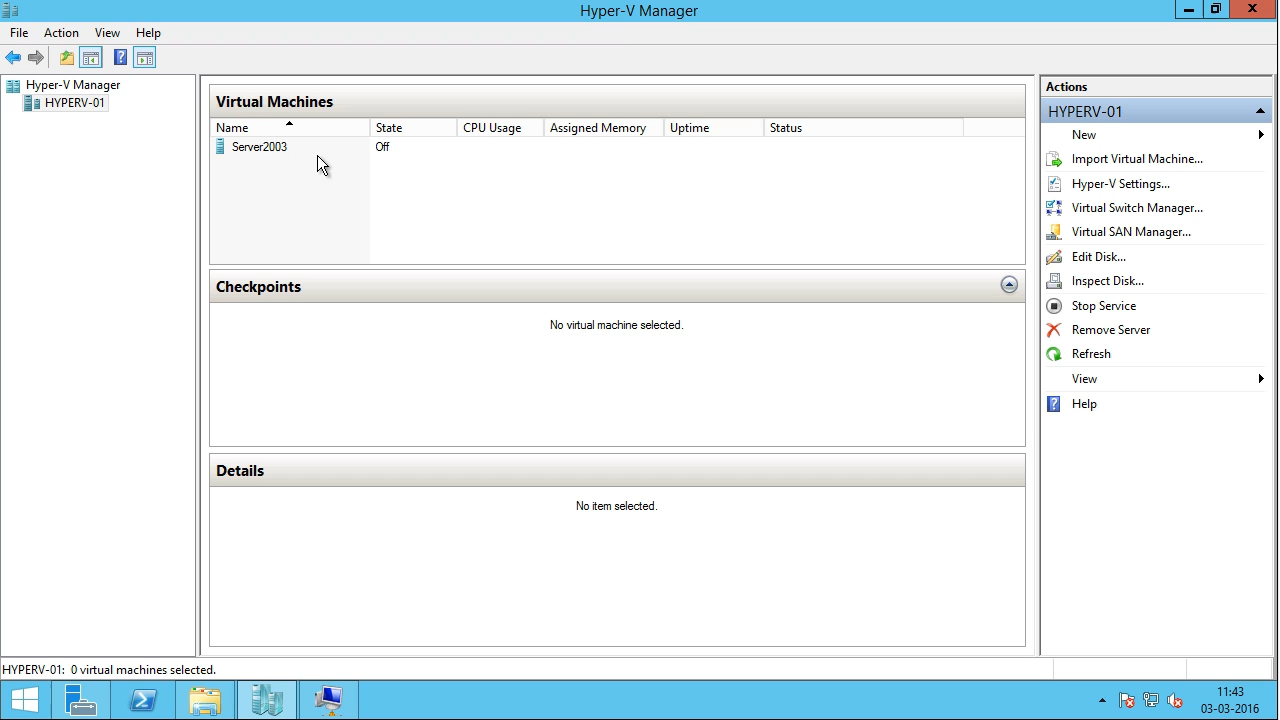 Hyper-V Manager
File Action View Help
Hyper-V Manager
HYPERV-01
Virtual Machines
Name State CPU Usage Assigned Memory Uptime Status
Server2003 Off
Checkpoints
No virtual machine selected.
Details
No item selected.
Actions
HYPERV-01
New
Import Virtual Machine...
Hyper-V Settings...
Virtual Switch Manager...
Virtual SAN Manager...
Edit Disk...
Inspect Disk...
Stop Service
Remove Server
Refresh
View
Help
HYPERV-01: 0 virtual machines selected.
11:43
03-03-2016